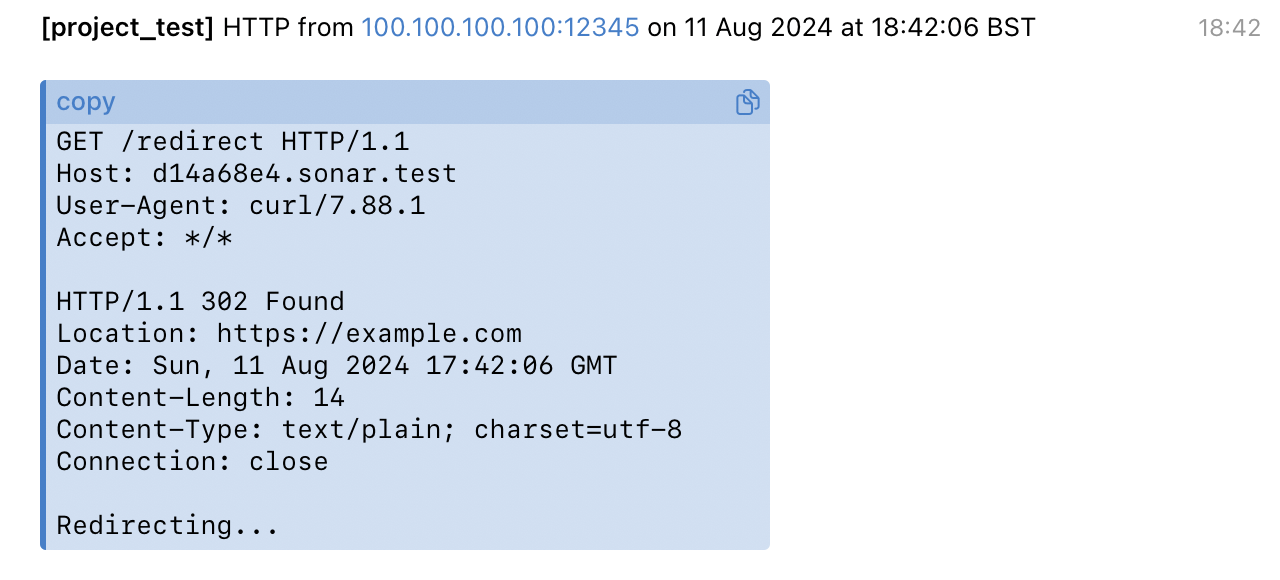 [project_test] HTTP from 100.100.100.100:12345 on 11 Aug 2024 at 18:42:06 BST 18:42
copy
GET /redirect HTTP/1.1
Host: d14a68e4.sonar.test
User-Agent: curl/7.88.1
Accept: */*
HTTP/1.1 302 Found
Location: https://example.com
Date: Sun, 11 Aug 2024 17:42:06 GMT
Content-Length: 14
Content-Type: text/plain; charset=utf-8
Connection: close
Redirecting...